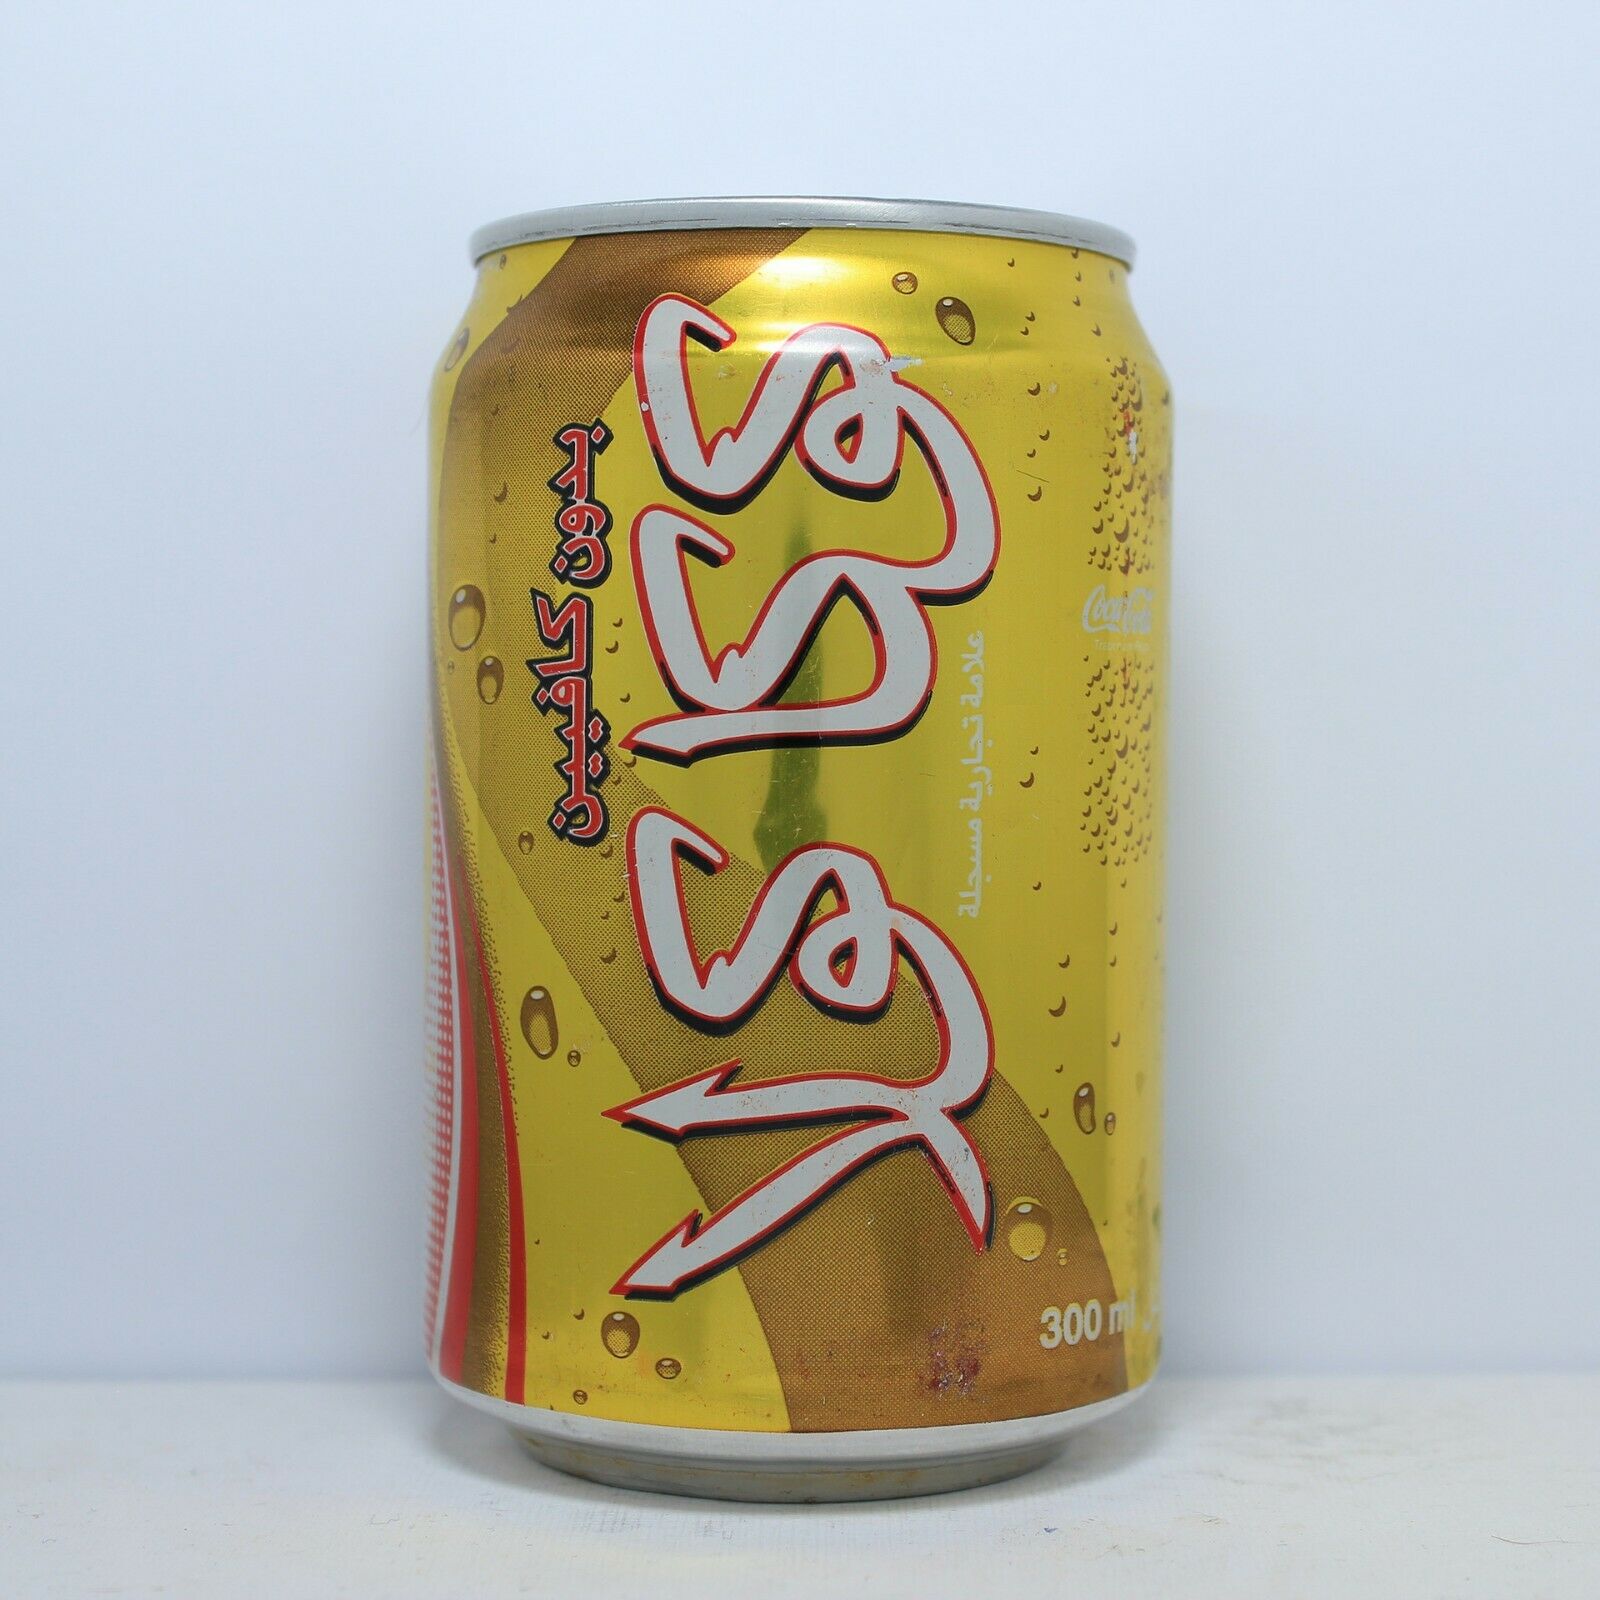 بدون كافيين
كوكا كولا
علامة تجارية مسجلة
Coca-Cola
300 ml